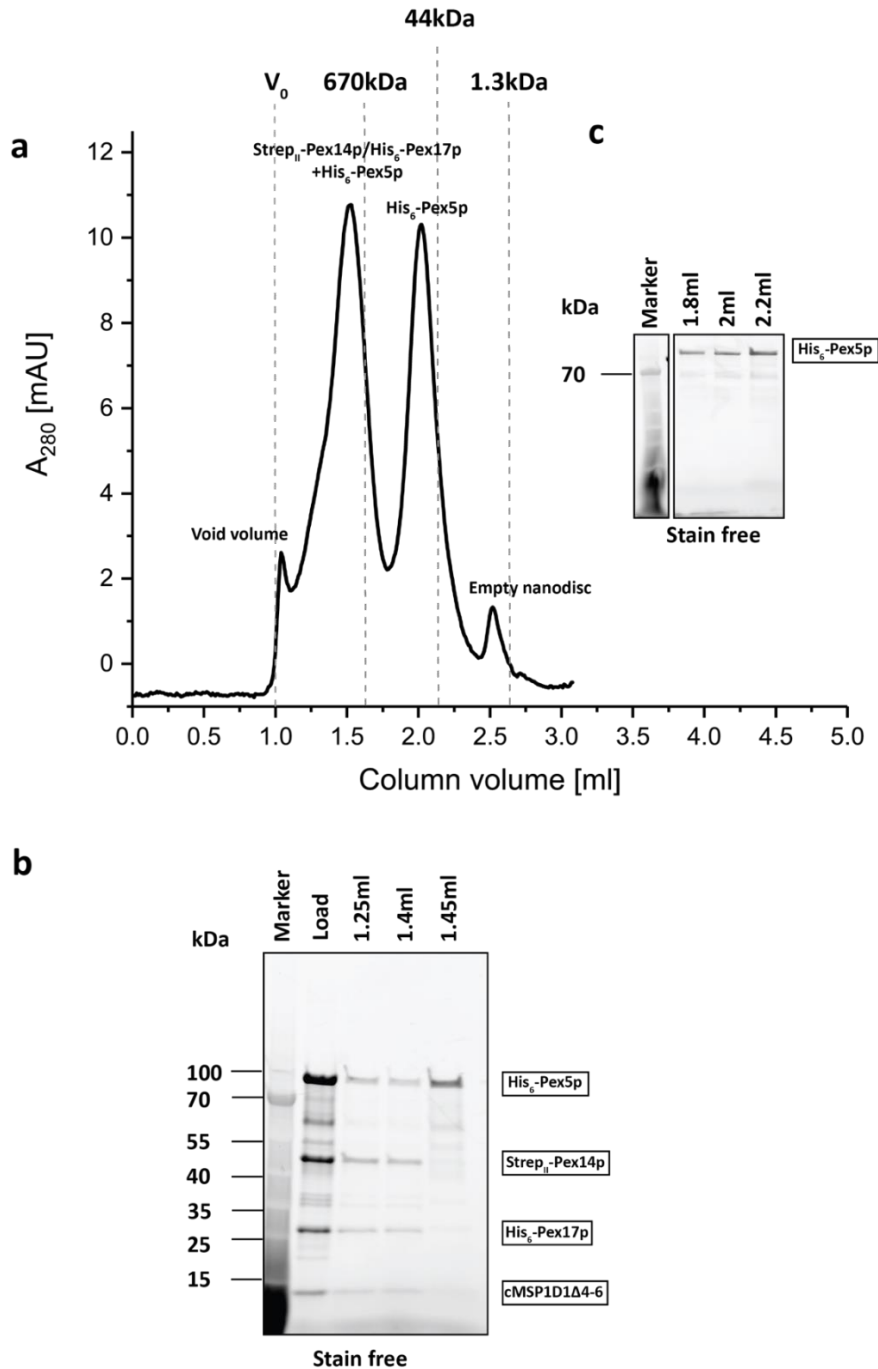 44kDa
V₀ 670kDa 1.3kDa
a
StrepII-Pex14p/His₆-Pex17p
+His₆-Pex5p
His₆-Pex5p
Void volume
Empty nanodisc
A₂₈₀ [mAU]
12
10
8
6
4
2
0
0.0 0.5 1.0 1.5 2.0 2.5 3.0 3.5 4.0 4.5 5.0
Column volume [ml]
c
kDa
Marker 1.8ml 2ml 2.2ml
70
His₆-Pex5p
Stain free
b
kDa
Marker Load 1.25ml 1.4ml 1.45ml
100
70
55
40
35
25
15
His₆-Pex5p
StrepII-Pex14p
His₆-Pex17p
cMSP1D1Δ4-6
Stain free